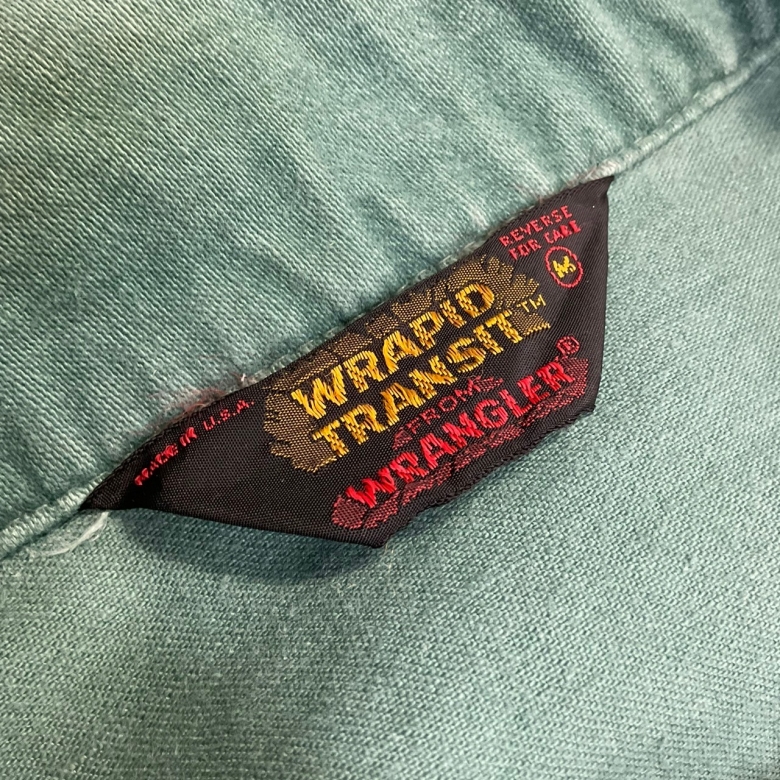 REVERSE
FOR CARE
M
WRAPID
TRANSIT™
FROM
WRANGLER®
MADE IN U.S.A.